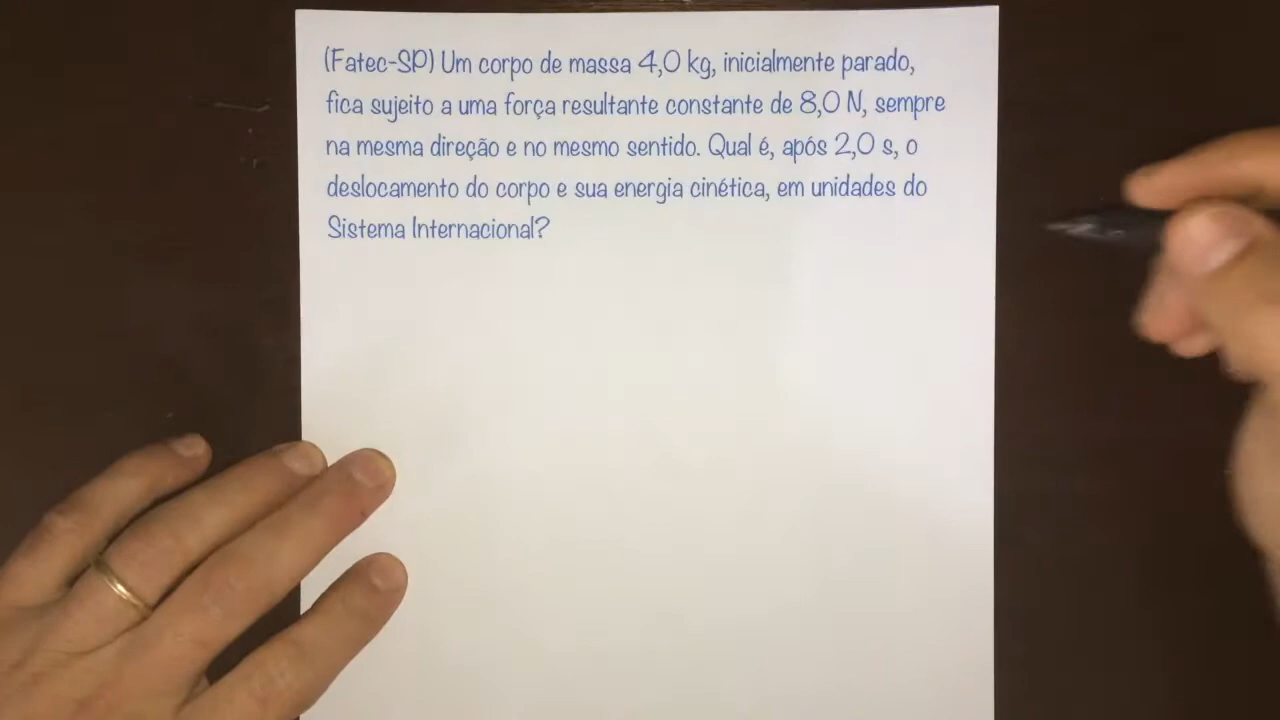 (Fatec-SP) Um corpo de massa 4,0 kg, inicialmente parado,
fica sujeito a uma força resultante constante de 8,0 N, sempre
na mesma direção e no mesmo sentido. Qual é, após 2,0 s, o
deslocamento do corpo e sua energia cinética, em unidades do
Sistema Internacional?